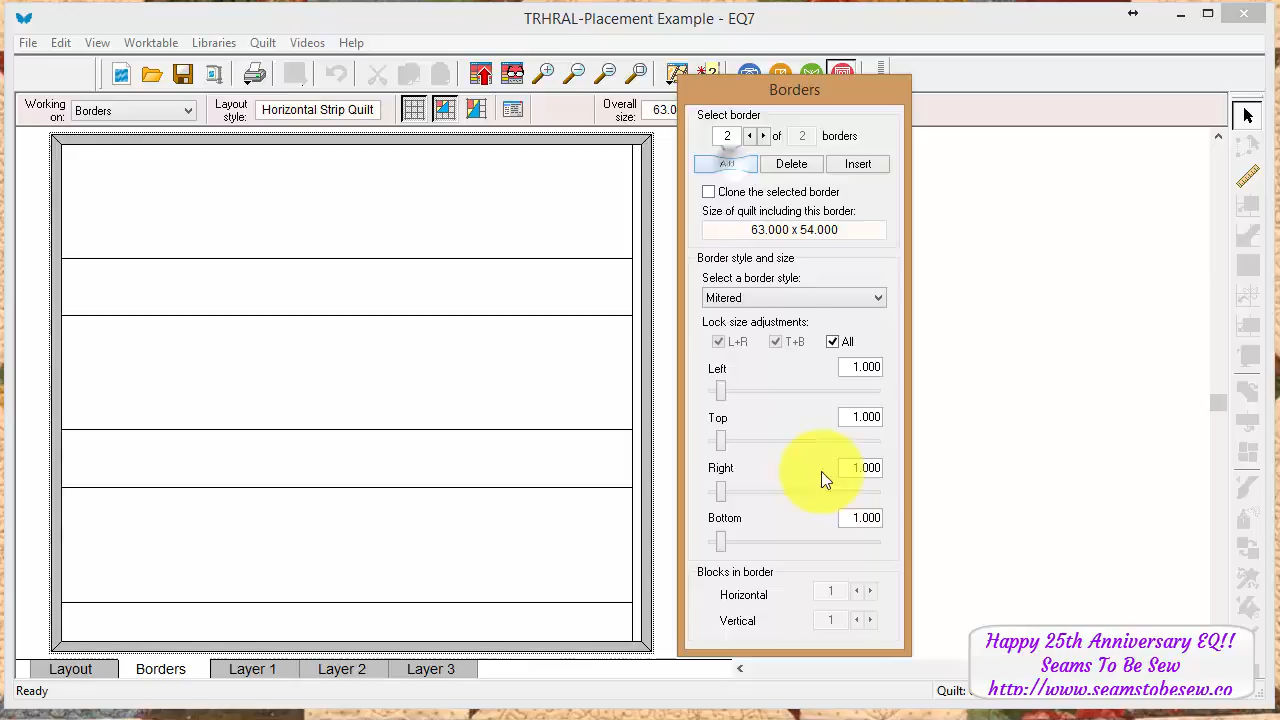 TRHRAL-Placement Example - EQ7
File Edit View Worktable Libraries Quilt Videos Help
Working on: Borders Layout style: Horizontal Strip Quilt Overall size: 63.0
Borders
Select border
2 of 2 borders
Delete Insert
Clone the selected border
Size of quilt including this border:
63.000 x 54.000
Border style and size
Select a border style:
Mitered
Lock size adjustments:
L+R T+B All
Left 1.000
Top 1.000
Right 1.000
Bottom 1.000
Blocks in border
Horizontal 1
Vertical 1
Happy 25th Anniversary EQ!!
Seams To Be Sew
http://www.seamstobesew.co
Layout Borders Layer 1 Layer 2 Layer 3
Ready Quilt: